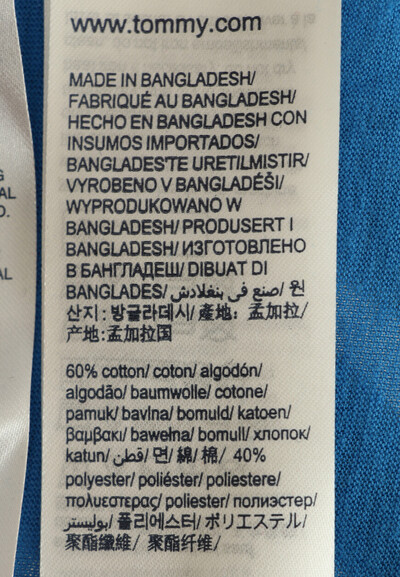 www.tommy.com
MADE IN BANGLADESH/
FABRIQUÉ AU BANGLADESH/
HECHO EN BANGLADESH CON
INSUMOS IMPORTADOS/
BANGLADES'TE URETILMISTIR/
VYROBENO V BANGLADÉŠI/
WYPRODUKOWANO W
BANGLADESH/ PRODUSERT I
BANGLADESH/ ИЗГОТОВЛЕНО
В БАНГЛАДЕШ/ DIBUAT DI
BANGLADES/ صنع في بنغلادش/ 원
산지: 방글라데시/ 產地: 孟加拉/
产地:孟加拉国
60% cotton/ coton/ algodón/
algodão/ baumwolle/ cotone/
pamuk/ bavlna/ bomuld/ katoen/
βαμβακι/ bawełna/ bomull/ хлопок/
katun/ قطن/ 면/ 綿/ 棉/ 40%
polyester/ poliéster/ poliestere/
πολυεστερας/ poliester/ полиэстер/
بوليستر/ 폴리에스터/ ポリエステル/
聚酯纖維/ 聚酯纤维/